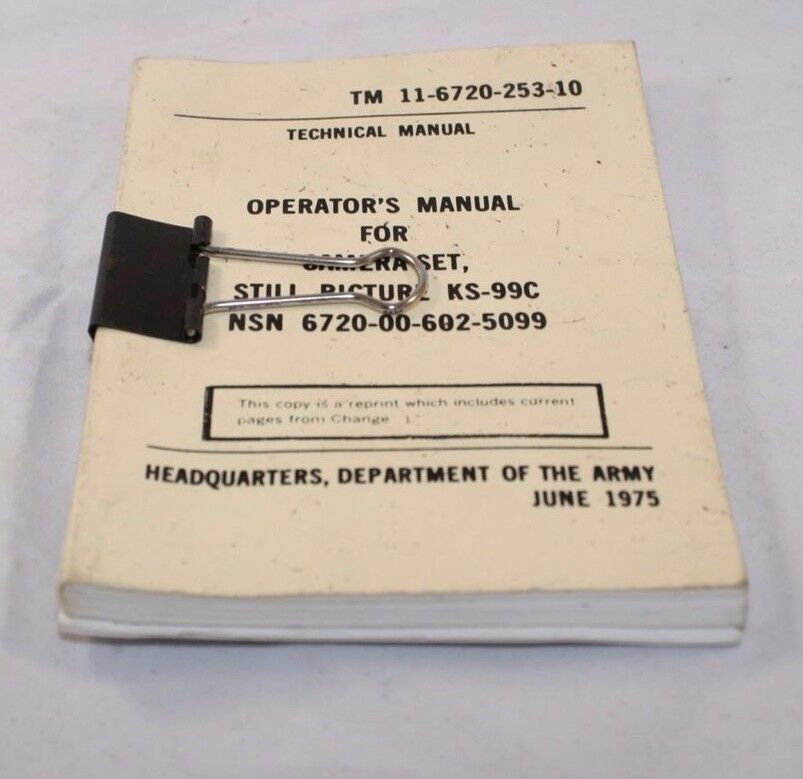 TM 11-6720-253-10
TECHNICAL MANUAL
OPERATOR'S MANUAL
FOR
CAMERA SET,
STILL PICTURE KS-99C
NSN 6720-00-602-5099
This copy is a reprint which includes current
pages from Change 1
HEADQUARTERS, DEPARTMENT OF THE ARMY
JUNE 1975